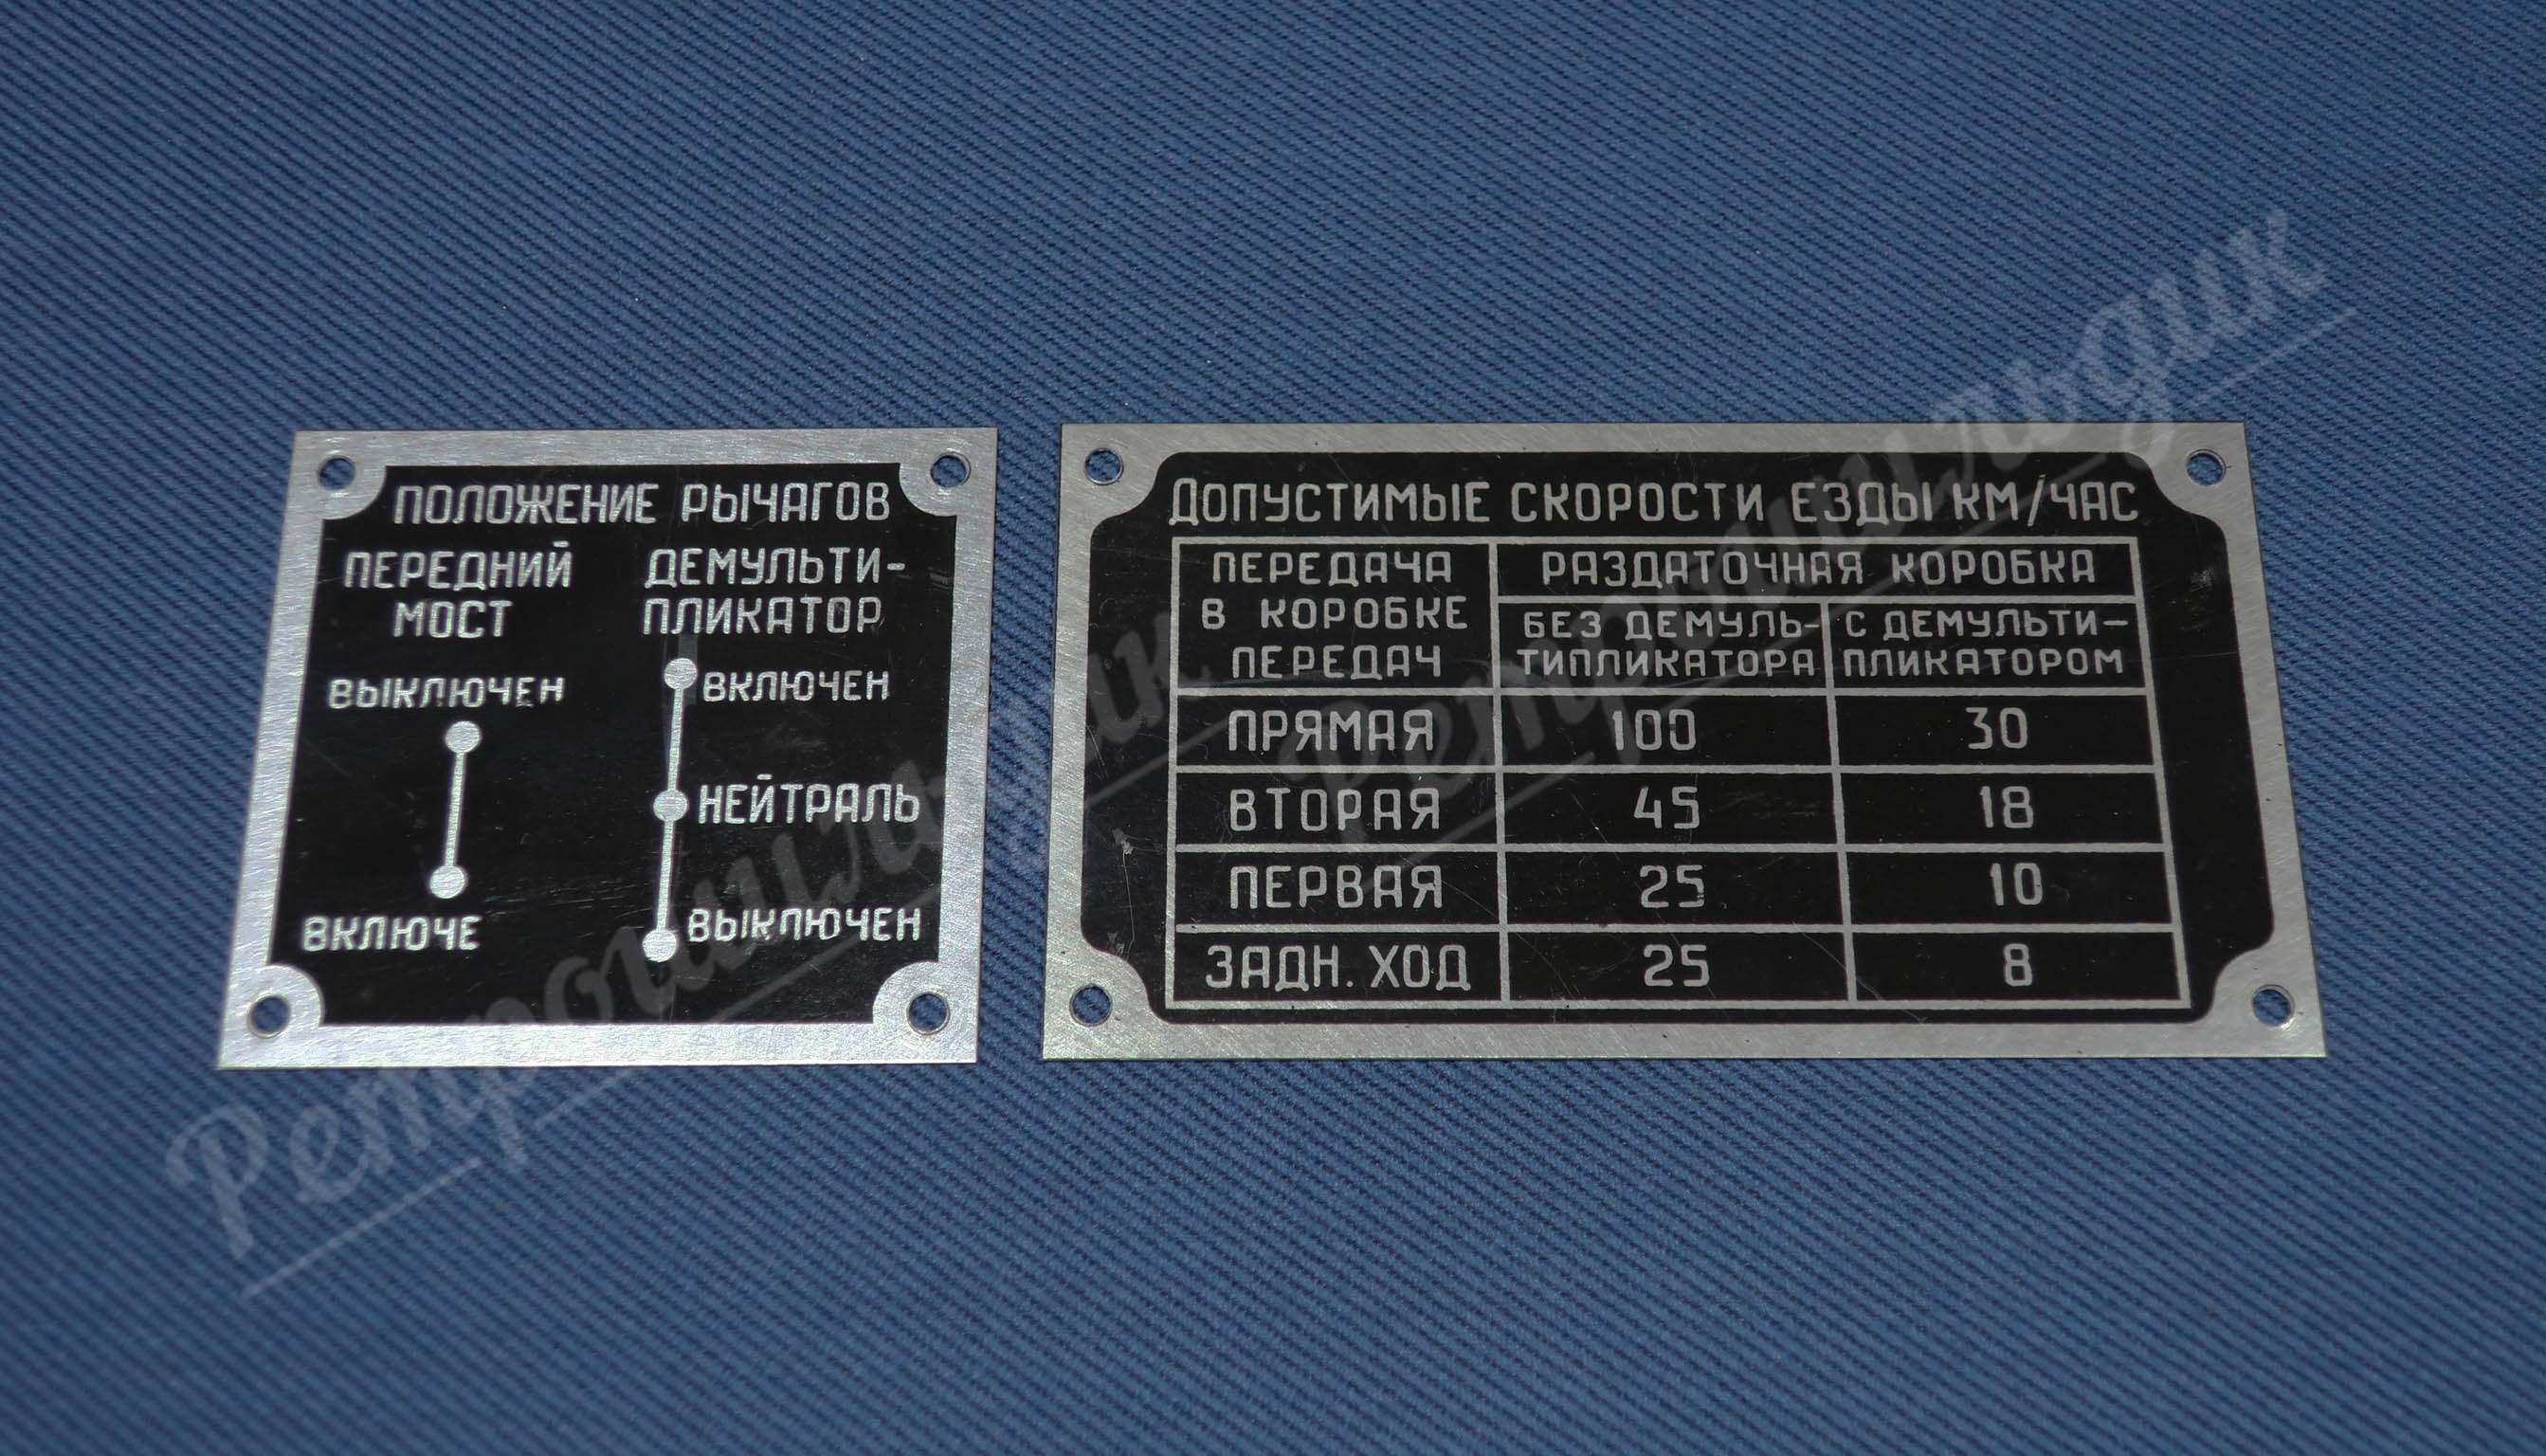 ПОЛОЖЕНИЕ РЫЧАГОВ
ПЕРЕДНИЙ
МОСТ
ДЕМУЛЬТИ-
ПЛИКАТОР
ВЫКЛЮЧЕН
ВКЛЮЧЕ
ВКЛЮЧЕН
НЕЙТРАЛЬ
ВЫКЛЮЧЕН
ДОПУСТИМЫЕ СКОРОСТИ ЕЗДЫ КМ/ЧАС
ПЕРЕДАЧА
В КОРОБКЕ
ПЕРЕДАЧ
РАЗДАТОЧНАЯ КОРОБКА
БЕЗ ДЕМУЛЬ-
ТИПЛИКАТОРА
С ДЕМУЛЬТИ-
ПЛИКАТОРОМ
ПРЯМАЯ 100 30
ВТОРАЯ 45 18
ПЕРВАЯ 25 10
ЗАДН. ХОД 25 8
Ретрошильдик
Ретрошильдик